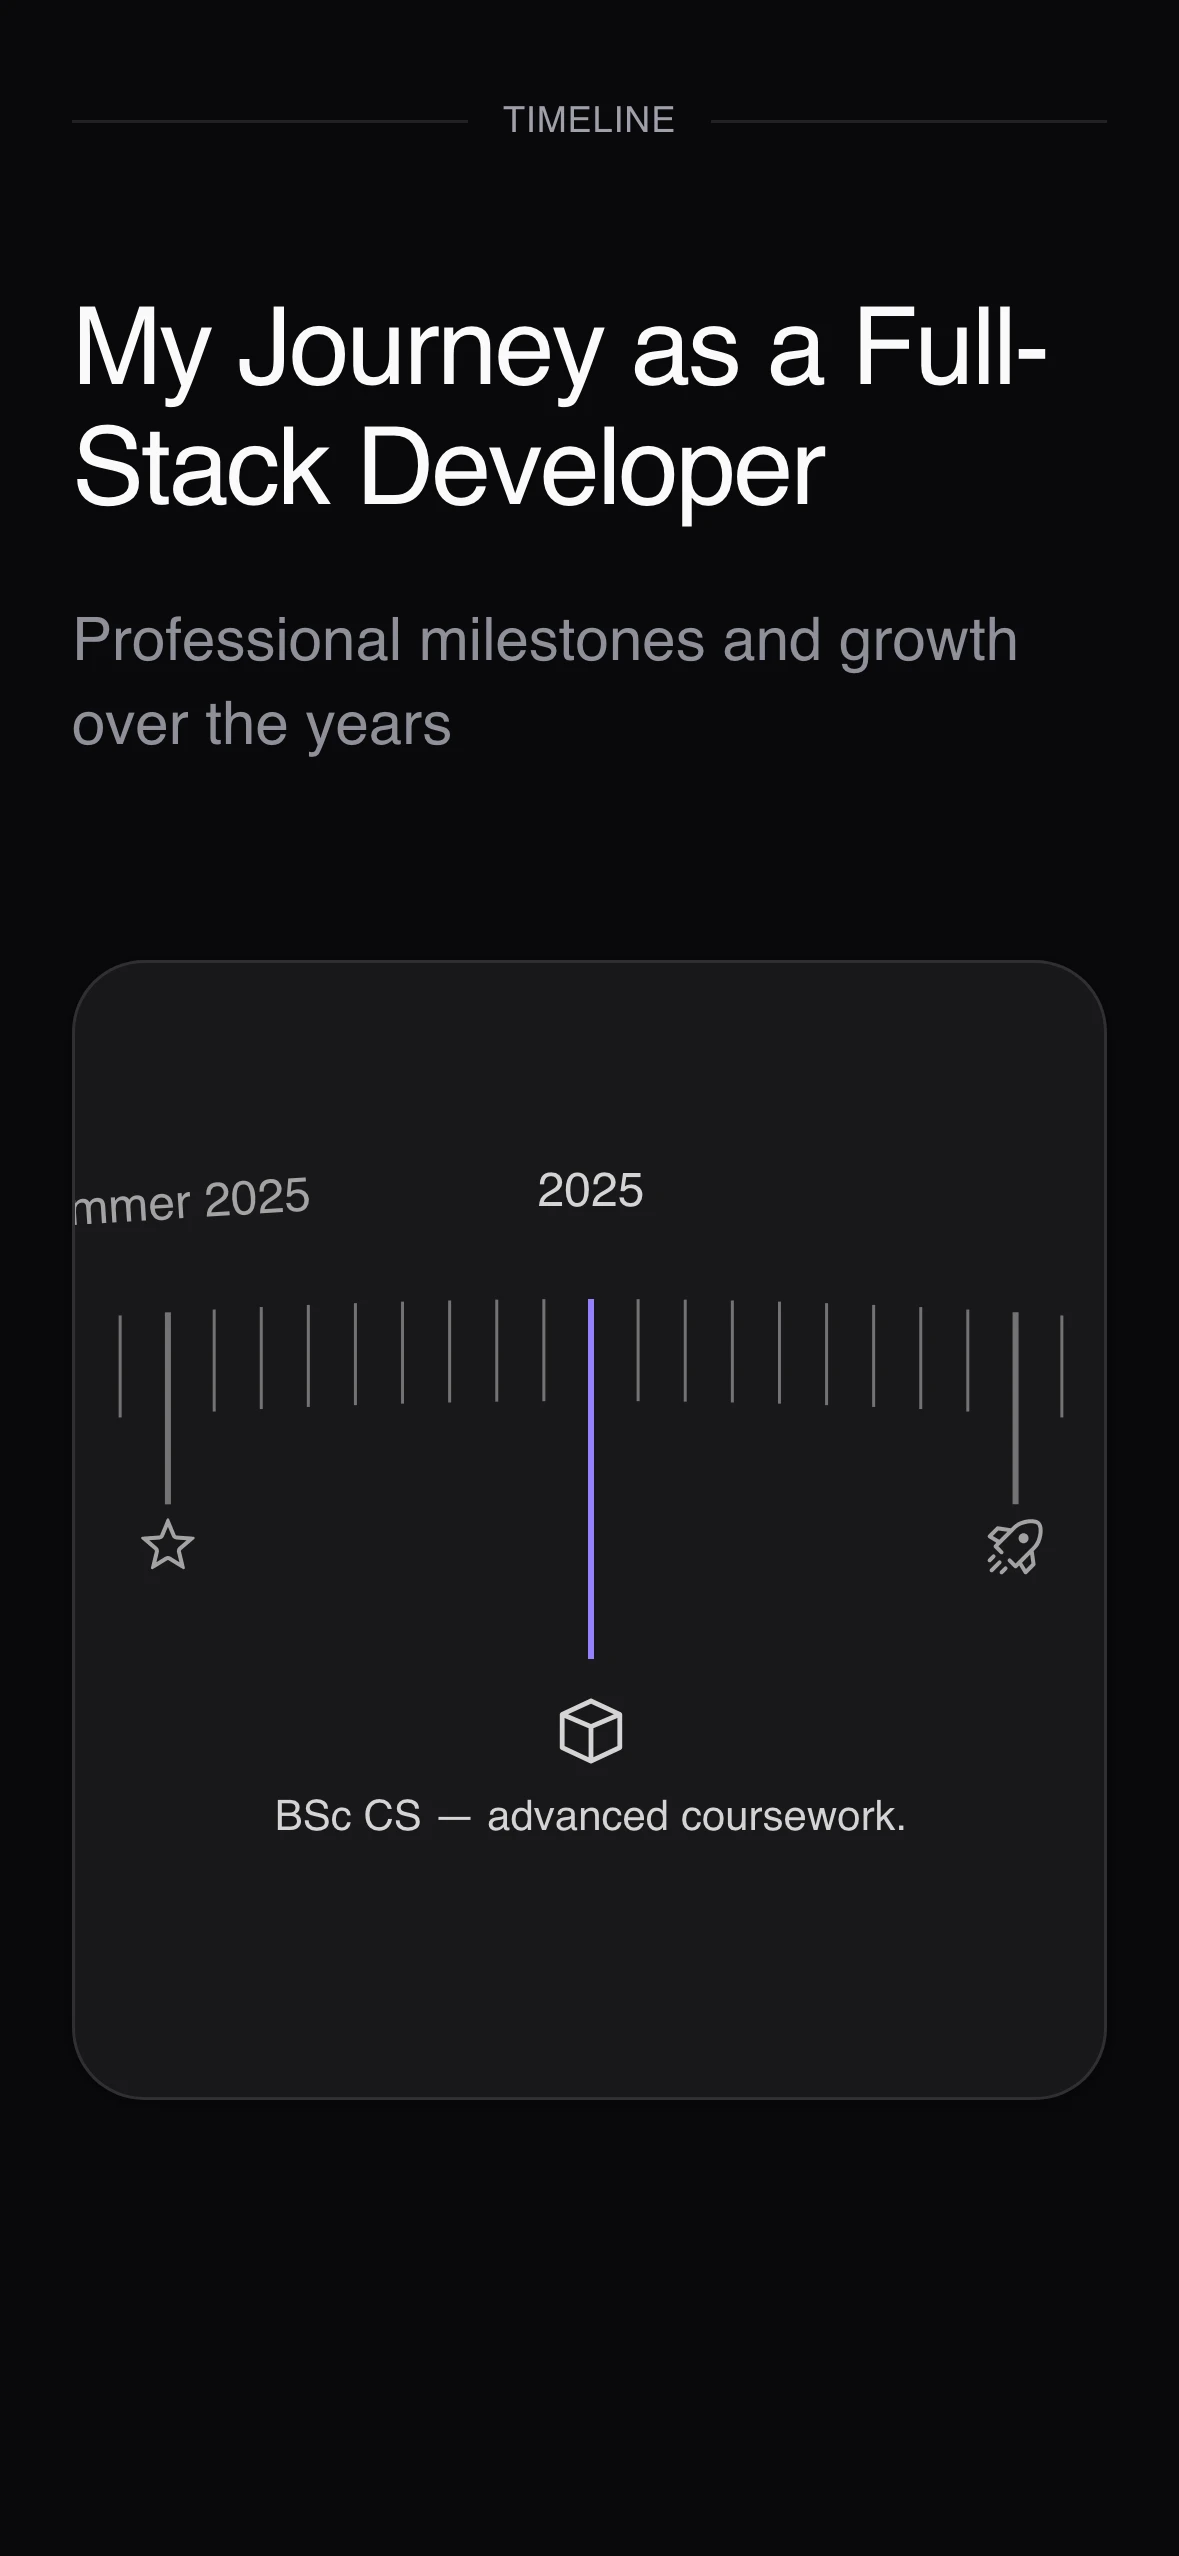 TIMELINE
My Journey as a Full-
Stack Developer
Professional milestones and growth
over the years
mmer 2025
2025
BSc CS — advanced coursework.